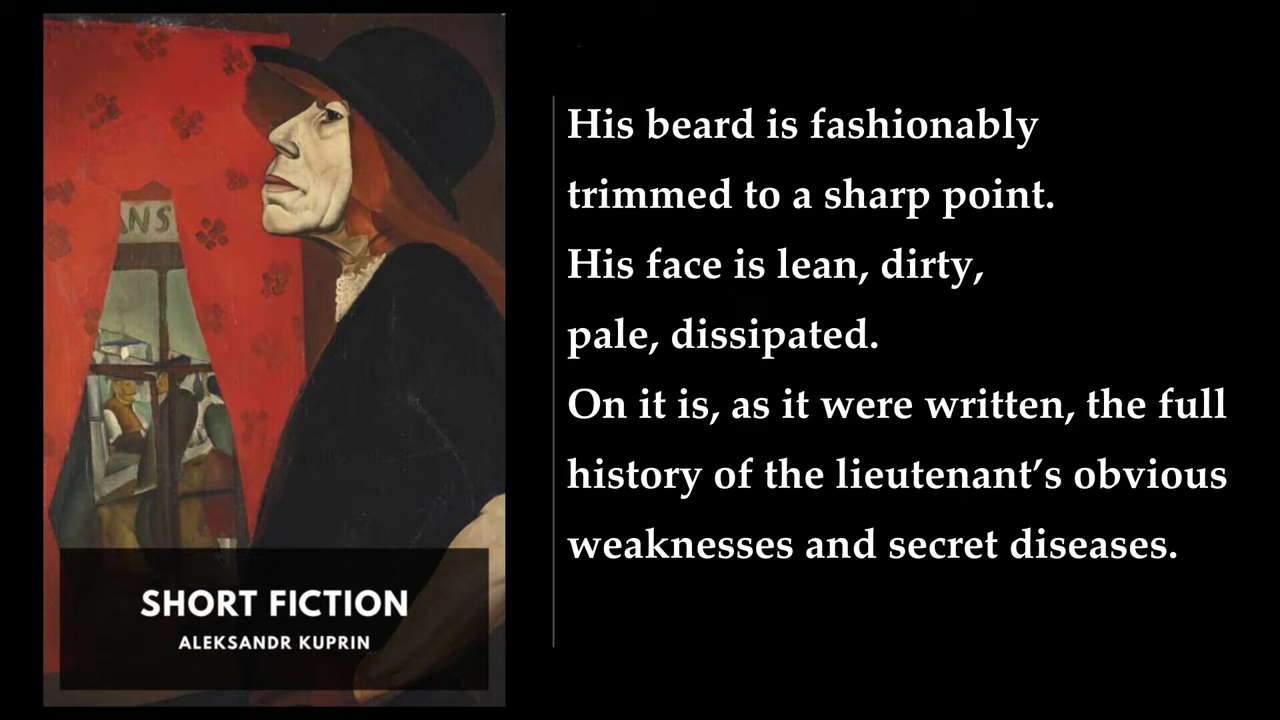 ANS
SHORT FICTION
ALEKSANDR KUPRIN
His beard is fashionably
trimmed to a sharp point.
His face is lean, dirty,
pale, dissipated.
On it is, as it were written, the full
history of the lieutenant’s obvious
weaknesses and secret diseases.